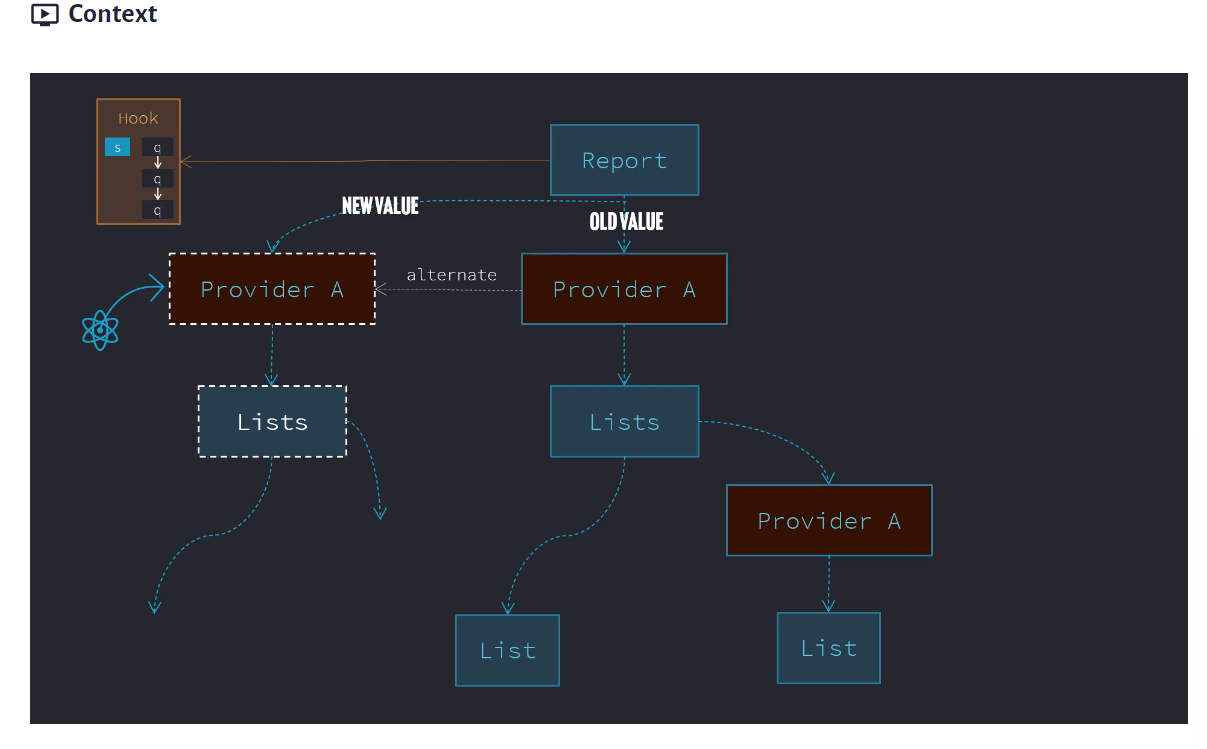 Context
Hook
s q
q
q
Report
NEW VALUE
OLD VALUE
Provider A
alternate
Provider A
Lists
Lists
Provider A
List
List